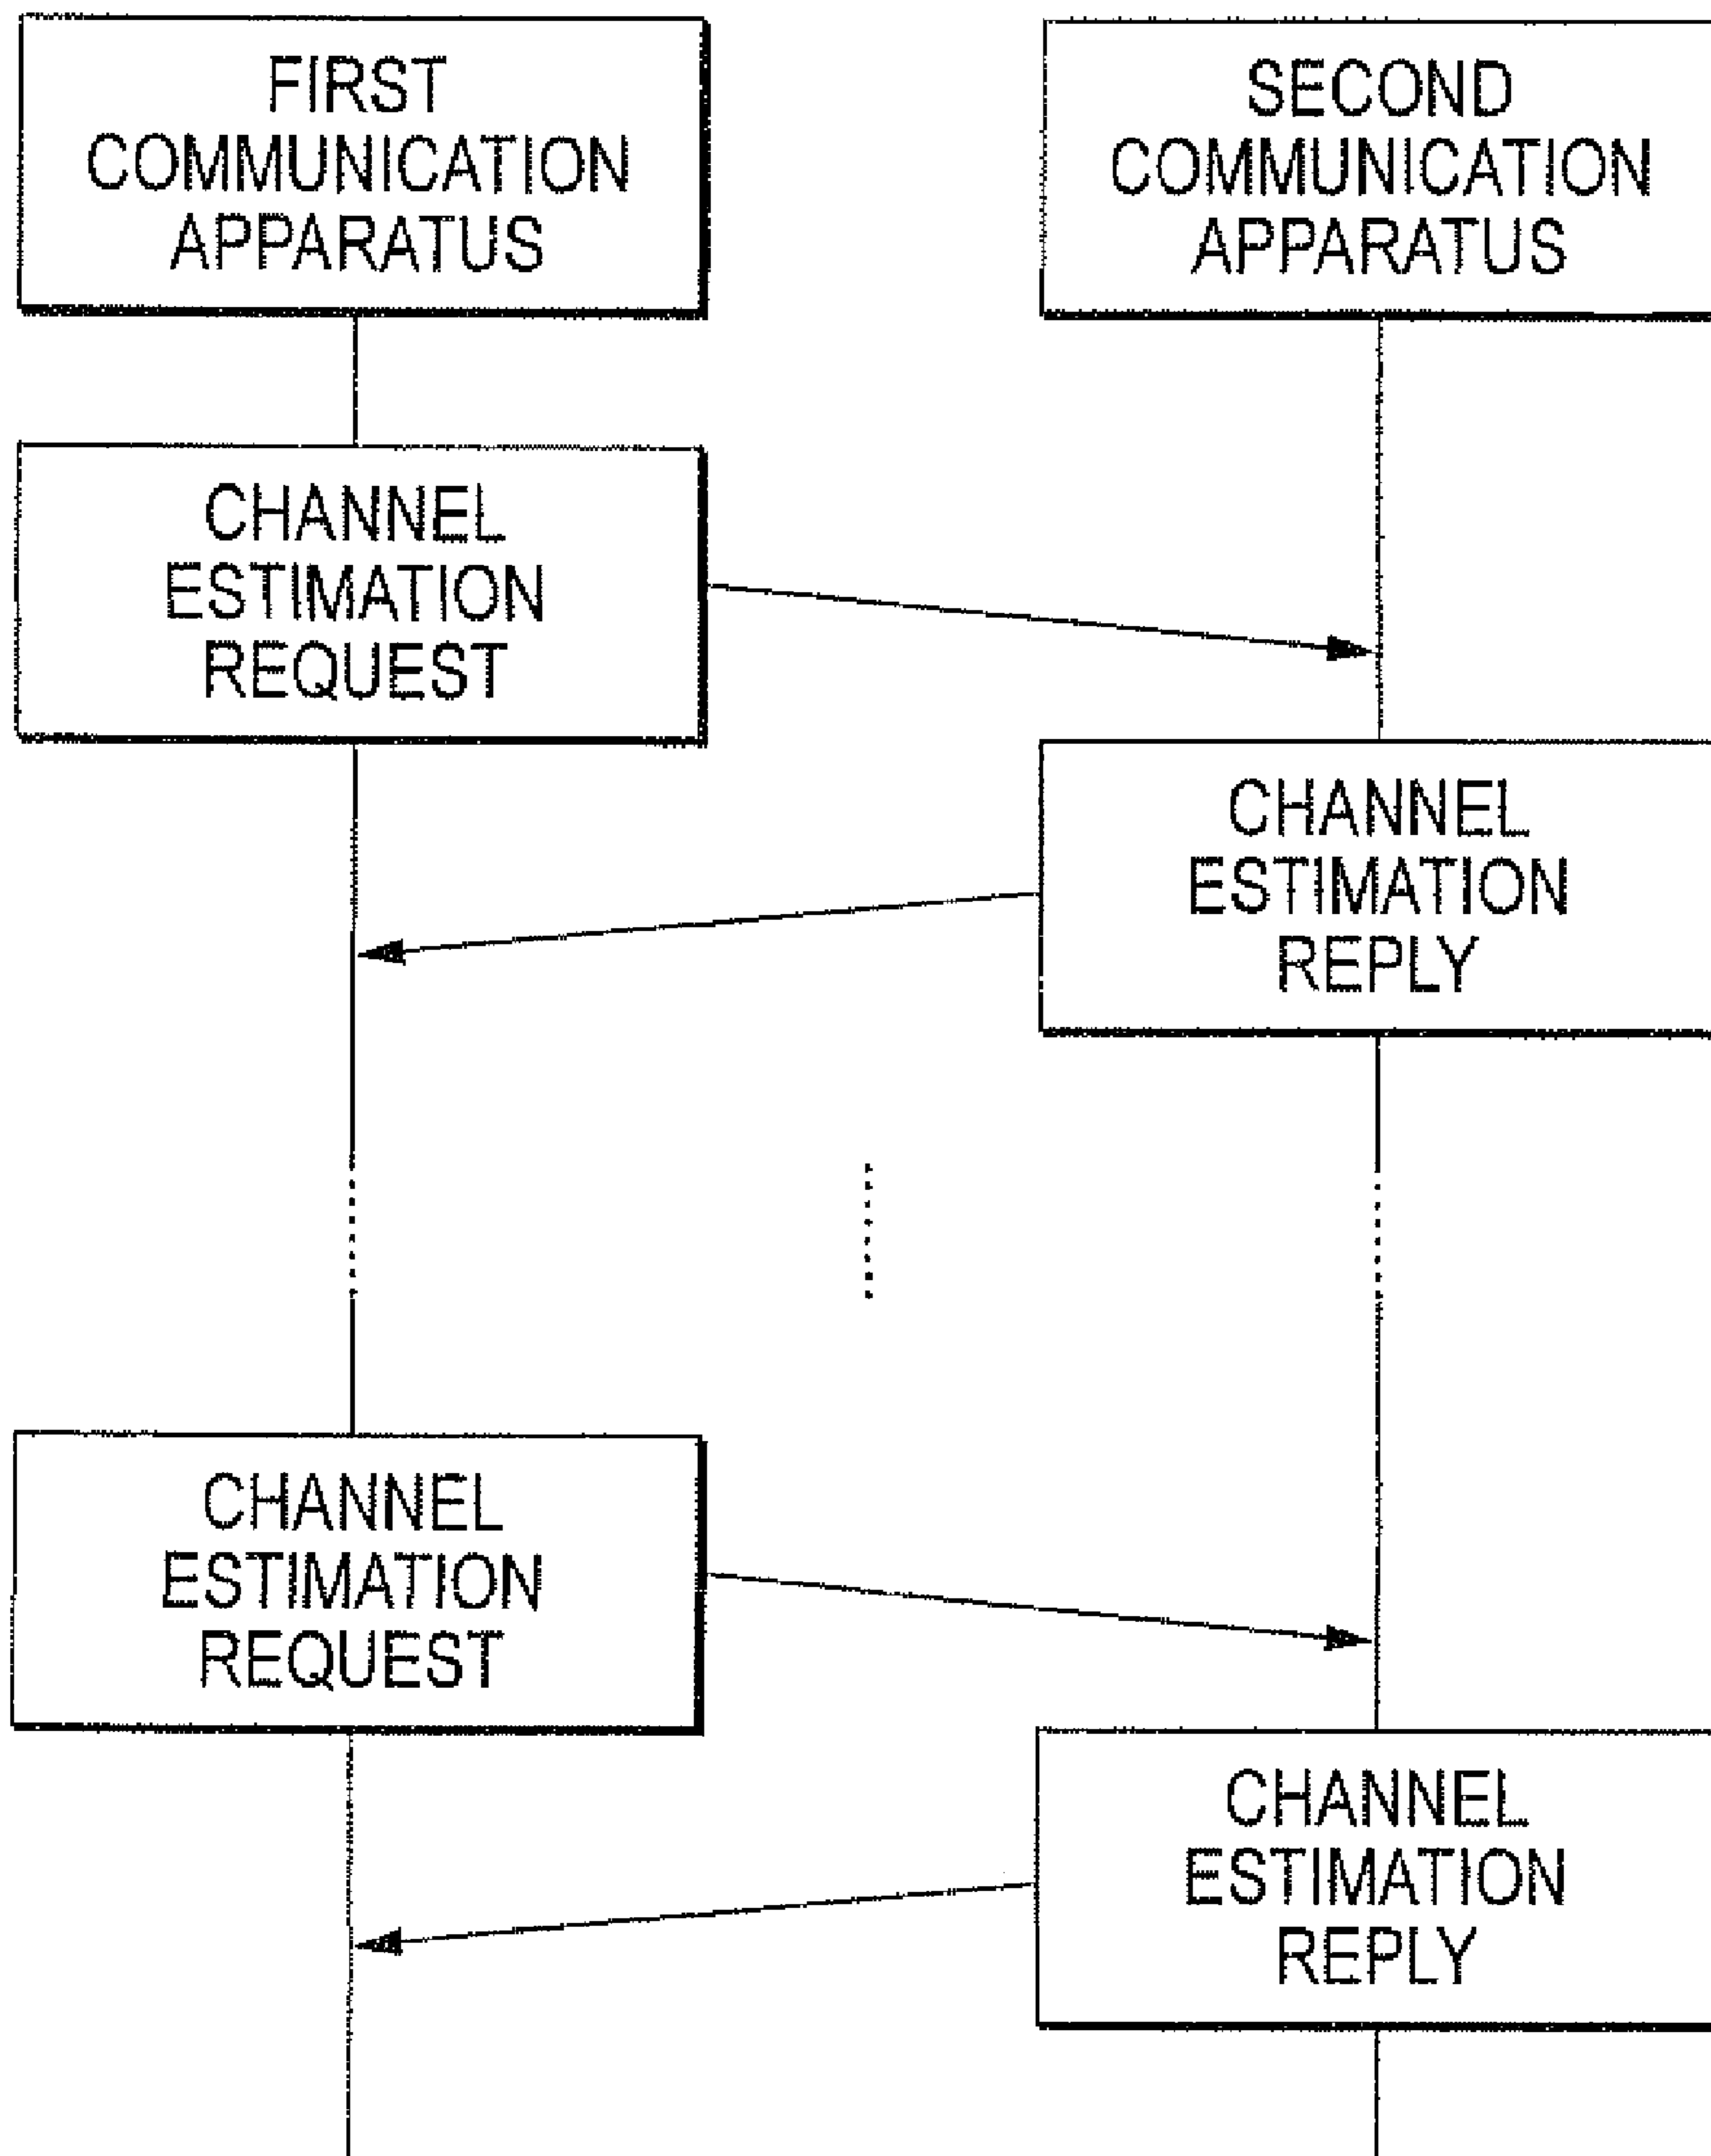 FIRST
COMMUNICATION
APPARATUS
SECOND
COMMUNICATION
APPARATUS
CHANNEL
ESTIMATION
REQUEST
CHANNEL
ESTIMATION
REPLY
CHANNEL
ESTIMATION
REQUEST
CHANNEL
ESTIMATION
REPLY